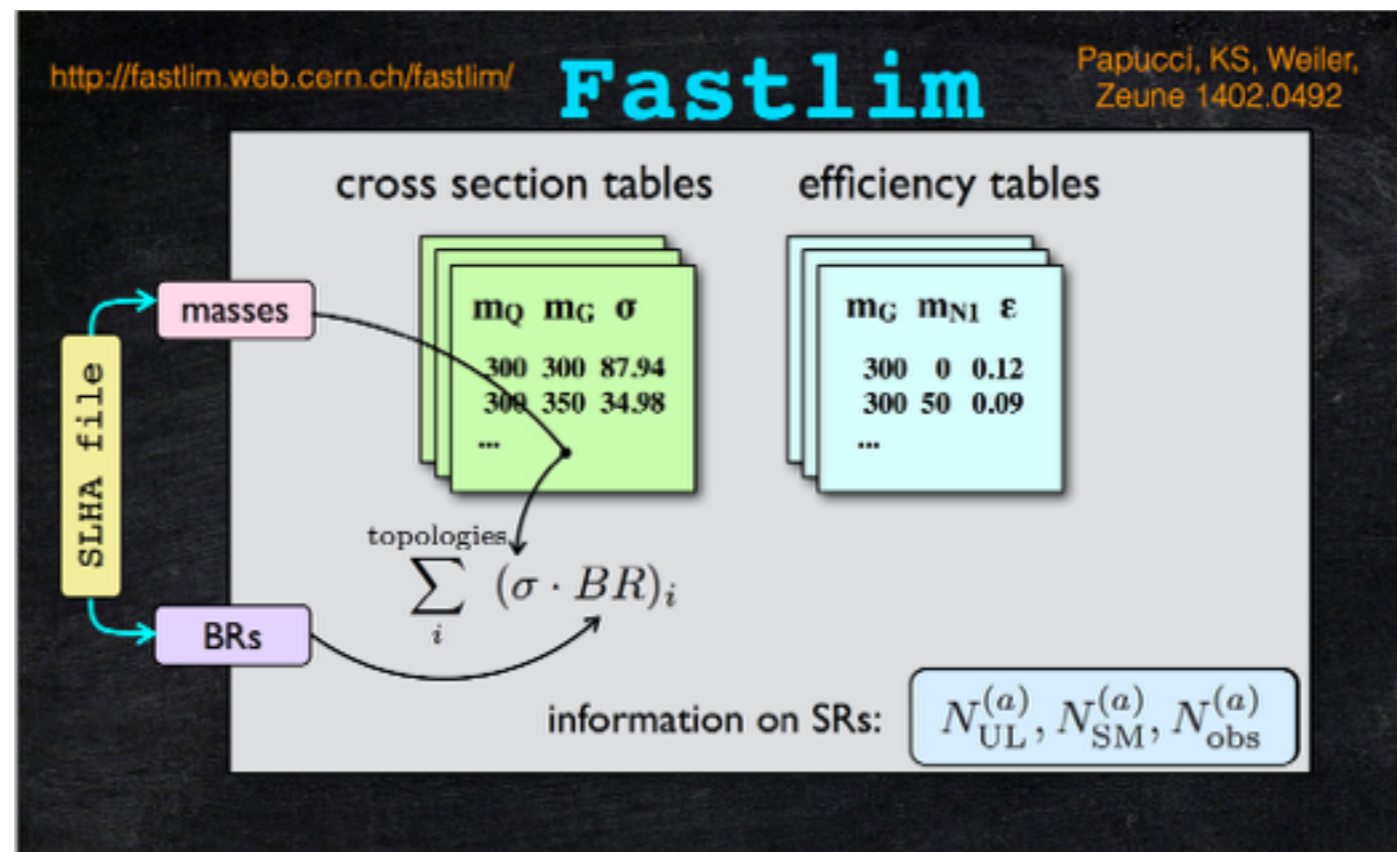 http://fastlim.web.cern.ch/fastlim/
Fastlim
Papucci, KS, Weiler,
Zeune 1402.0492
cross section tables
efficiency tables
masses
SLHA file
BRs
m_Q m_G σ
300 300 87.94
300 350 34.98
...
m_G m_N1 ε
300 0 0.12
300 50 0.09
...
topologies
∑ (σ · BR)_i
i
information on SRs:
N_UL^(a), N_SM^(a), N_obs^(a)